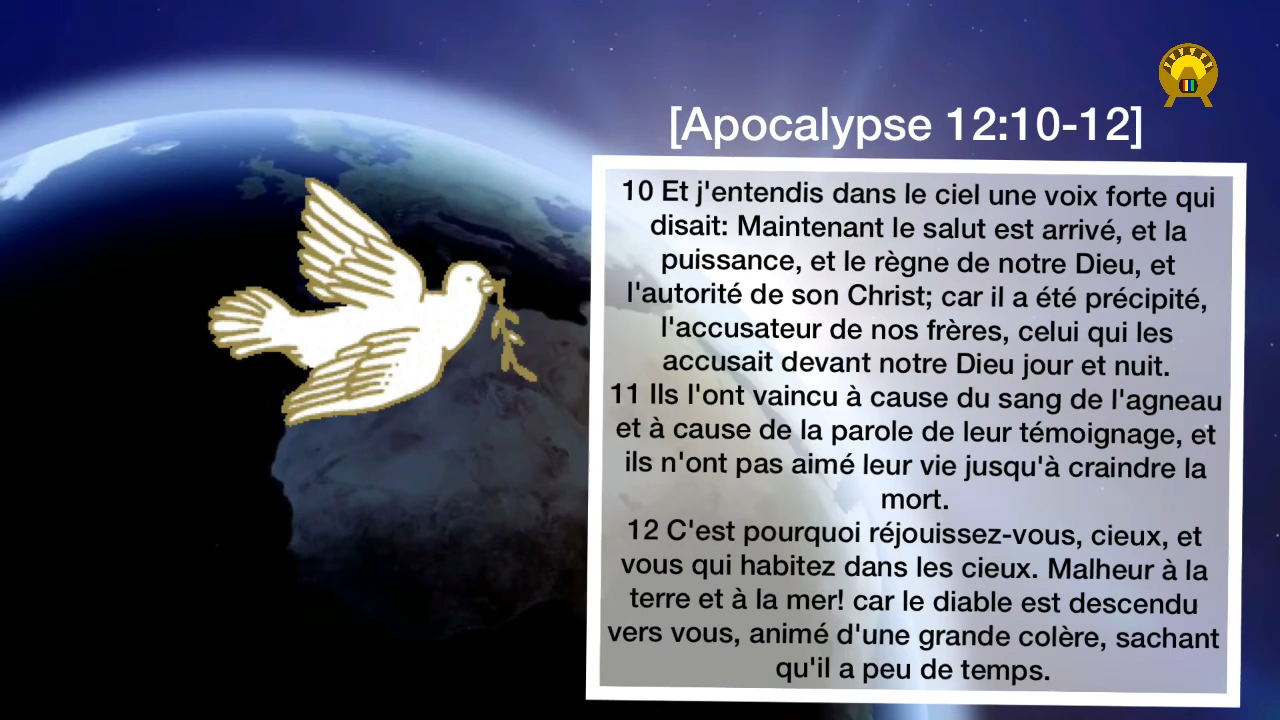 [Apocalypse 12:10-12]
10 Et j'entendis dans le ciel une voix forte qui
disait: Maintenant le salut est arrivé, et la
puissance, et le règne de notre Dieu, et
l'autorité de son Christ; car il a été précipité,
l'accusateur de nos frères, celui qui les
accusait devant notre Dieu jour et nuit.
11 Ils l'ont vaincu à cause du sang de l'agneau
et à cause de la parole de leur témoignage, et
ils n'ont pas aimé leur vie jusqu'à craindre la
mort.
12 C'est pourquoi réjouissez-vous, cieux, et
vous qui habitez dans les cieux. Malheur à la
terre et à la mer! car le diable est descendu
vers vous, animé d'une grande colère, sachant
qu'il a peu de temps.